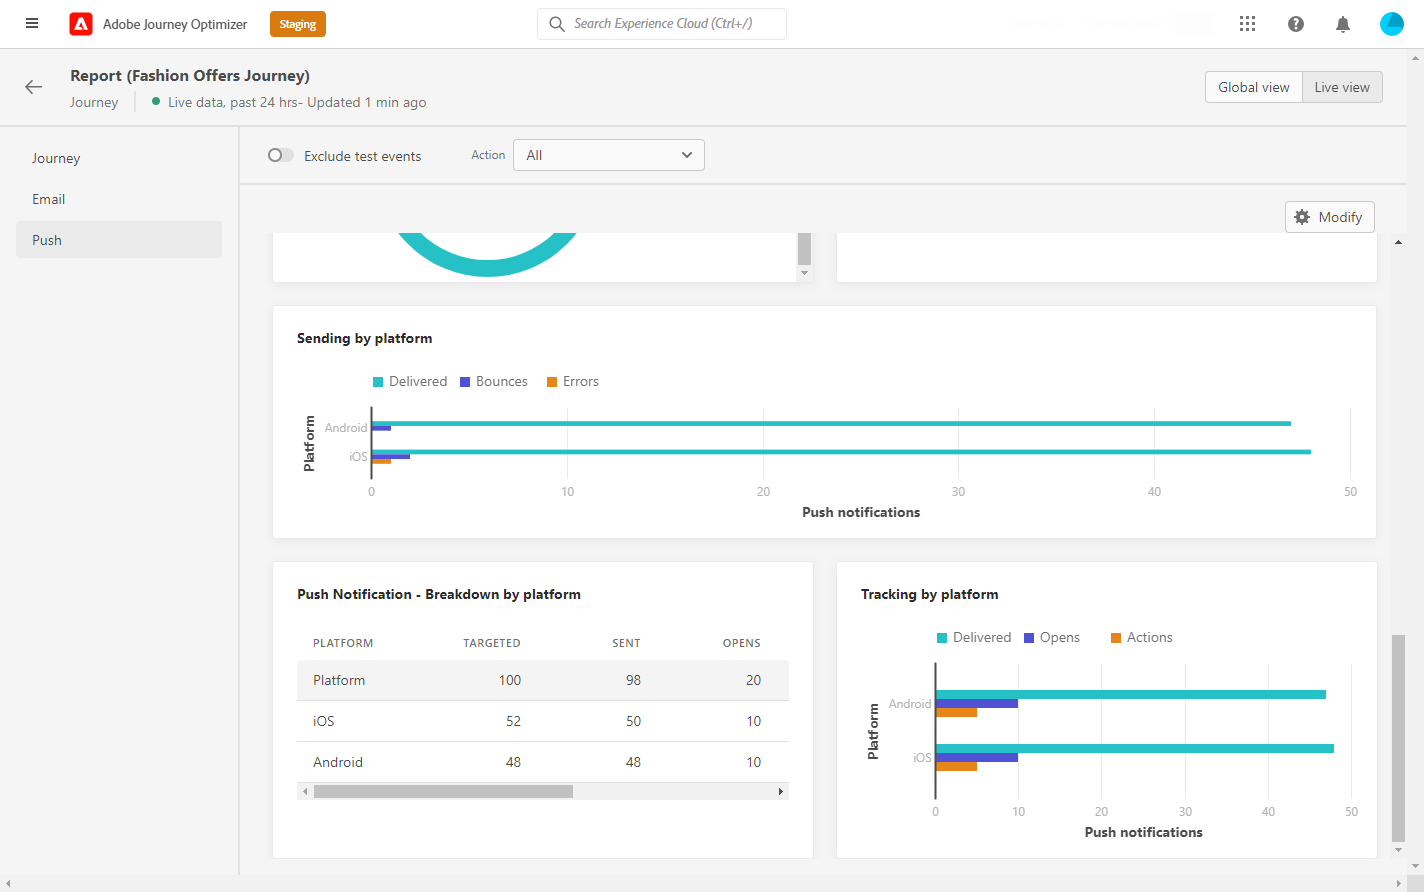 Adobe Journey Optimizer
Staging
Search Experience Cloud (Ctrl+/)
Report (Fashion Offers Journey)
Journey
Live data, past 24 hrs- Updated 1 min ago
Global view
Live view
Journey
Email
Push
Exclude test events
Action
All
Modify
Sending by platform
Delivered Bounces Errors
Platform
Android
iOS
0 10 20 30 40 50
Push notifications
Push Notification - Breakdown by platform
PLATFORM TARGETED SENT OPENS
Platform 100 98 20
iOS 52 50 10
Android 48 48 10
Tracking by platform
Delivered Opens Actions
Platform
Android
iOS
0 10 20 30 40 50
Push notifications